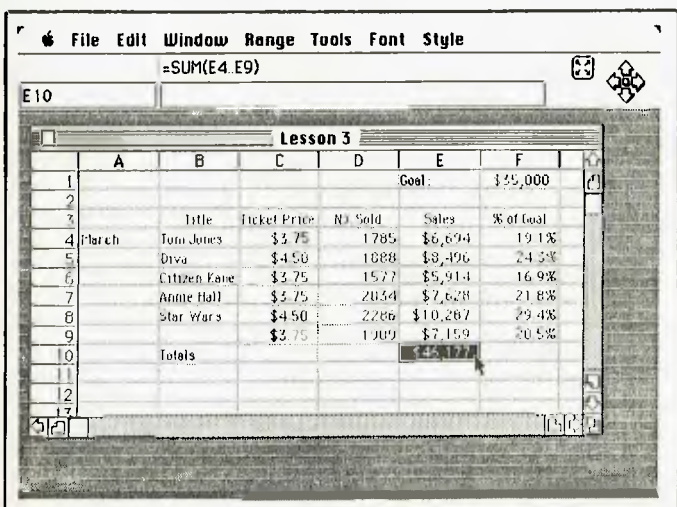 File Edit Window Range Tools Font Style
=SUM(E4..E9)
E10
Lesson 3
A B C D E F
1 Goal: $35,000
2
3 Title Ticket Price No. Sold Sales % of Goal
4 March Tom Jones $3.75 1785 $6,694 19.1%
5 Diva $4.50 1888 $8,496 24.3%
6 Citizen Kane $3.75 1577 $5,914 16.9%
7 Annie Hall $3.75 2034 $7,628 21.8%
8 Star Wars $4.50 2286 $10,287 29.4%
9 $3.75 1909 $7,159 20.5%
10 Totals $46,177
11
12
13